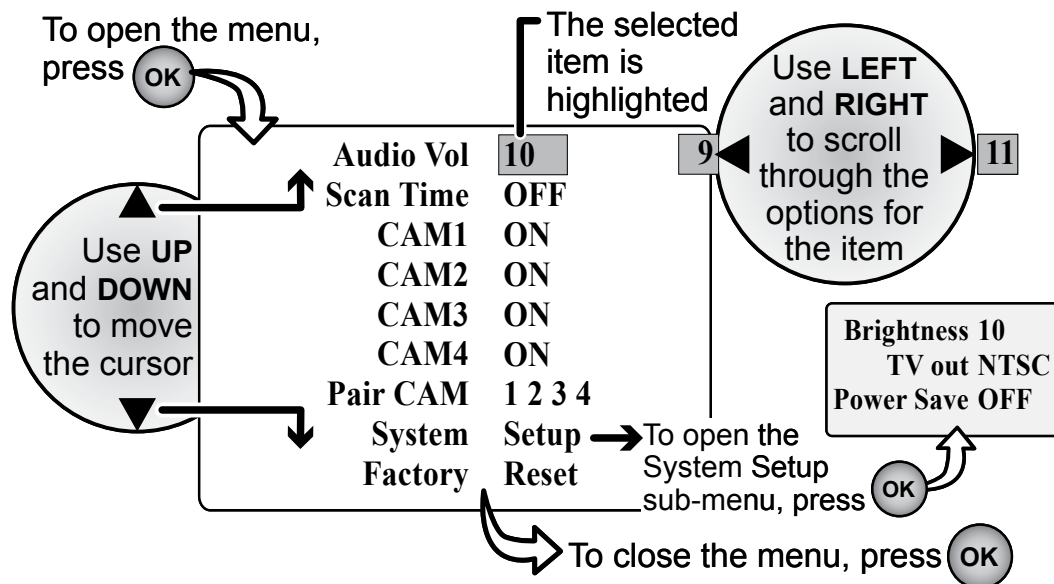 To open the menu,
press OK
The selected
item is
highlighted
Use LEFT
and RIGHT
to scroll
through the
options for
the item
9
11
Use UP
and DOWN
to move
the cursor
Audio Vol 10
Scan Time OFF
CAM1 ON
CAM2 ON
CAM3 ON
CAM4 ON
Pair CAM 1 2 3 4
System Setup
Factory Reset
To open the
System Setup
sub-menu, press OK
Brightness 10
TV out NTSC
Power Save OFF
To close the menu, press OK